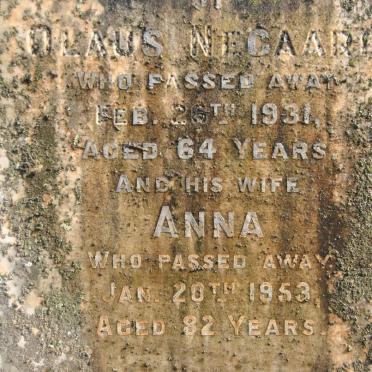 OF
OLAUS NEGAARD
WHO PASSED AWAY
FEB. 26TH 1931,
AGED 64 YEARS.
AND HIS WIFE
ANNA
WHO PASSED AWAY
JAN. 20TH 1953,
AGED 82 YEARS